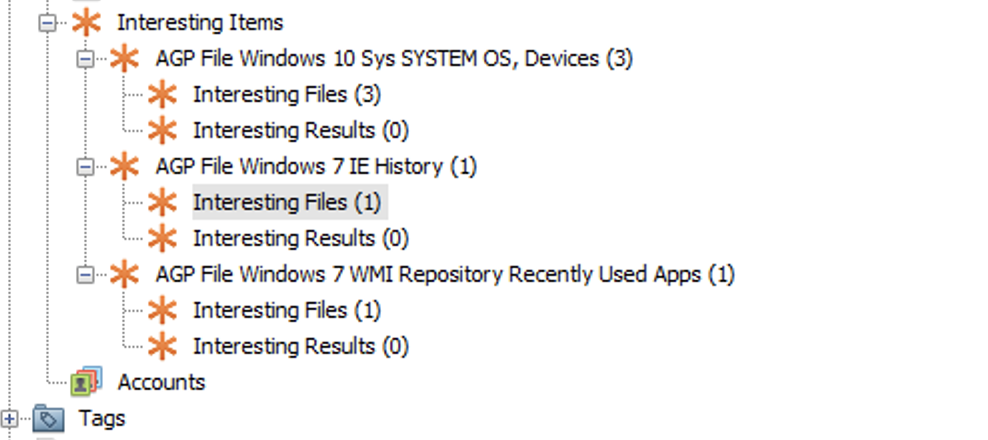 Interesting Items
AGP File Windows 10 Sys SYSTEM OS, Devices (3)
Interesting Files (3)
Interesting Results (0)
AGP File Windows 7 IE History (1)
Interesting Files (1)
Interesting Results (0)
AGP File Windows 7 WMI Repository Recently Used Apps (1)
Interesting Files (1)
Interesting Results (0)
Accounts
Tags